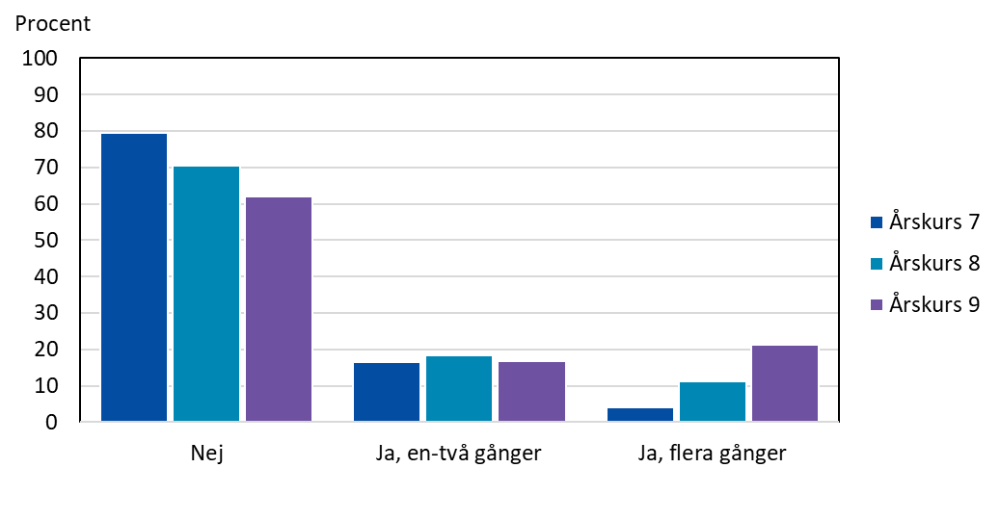 Procent
100
90
80
70
60
50
40
30
20
10
0
Nej
Ja, en-två gånger
Ja, flera gånger
Årskurs 7
Årskurs 8
Årskurs 9